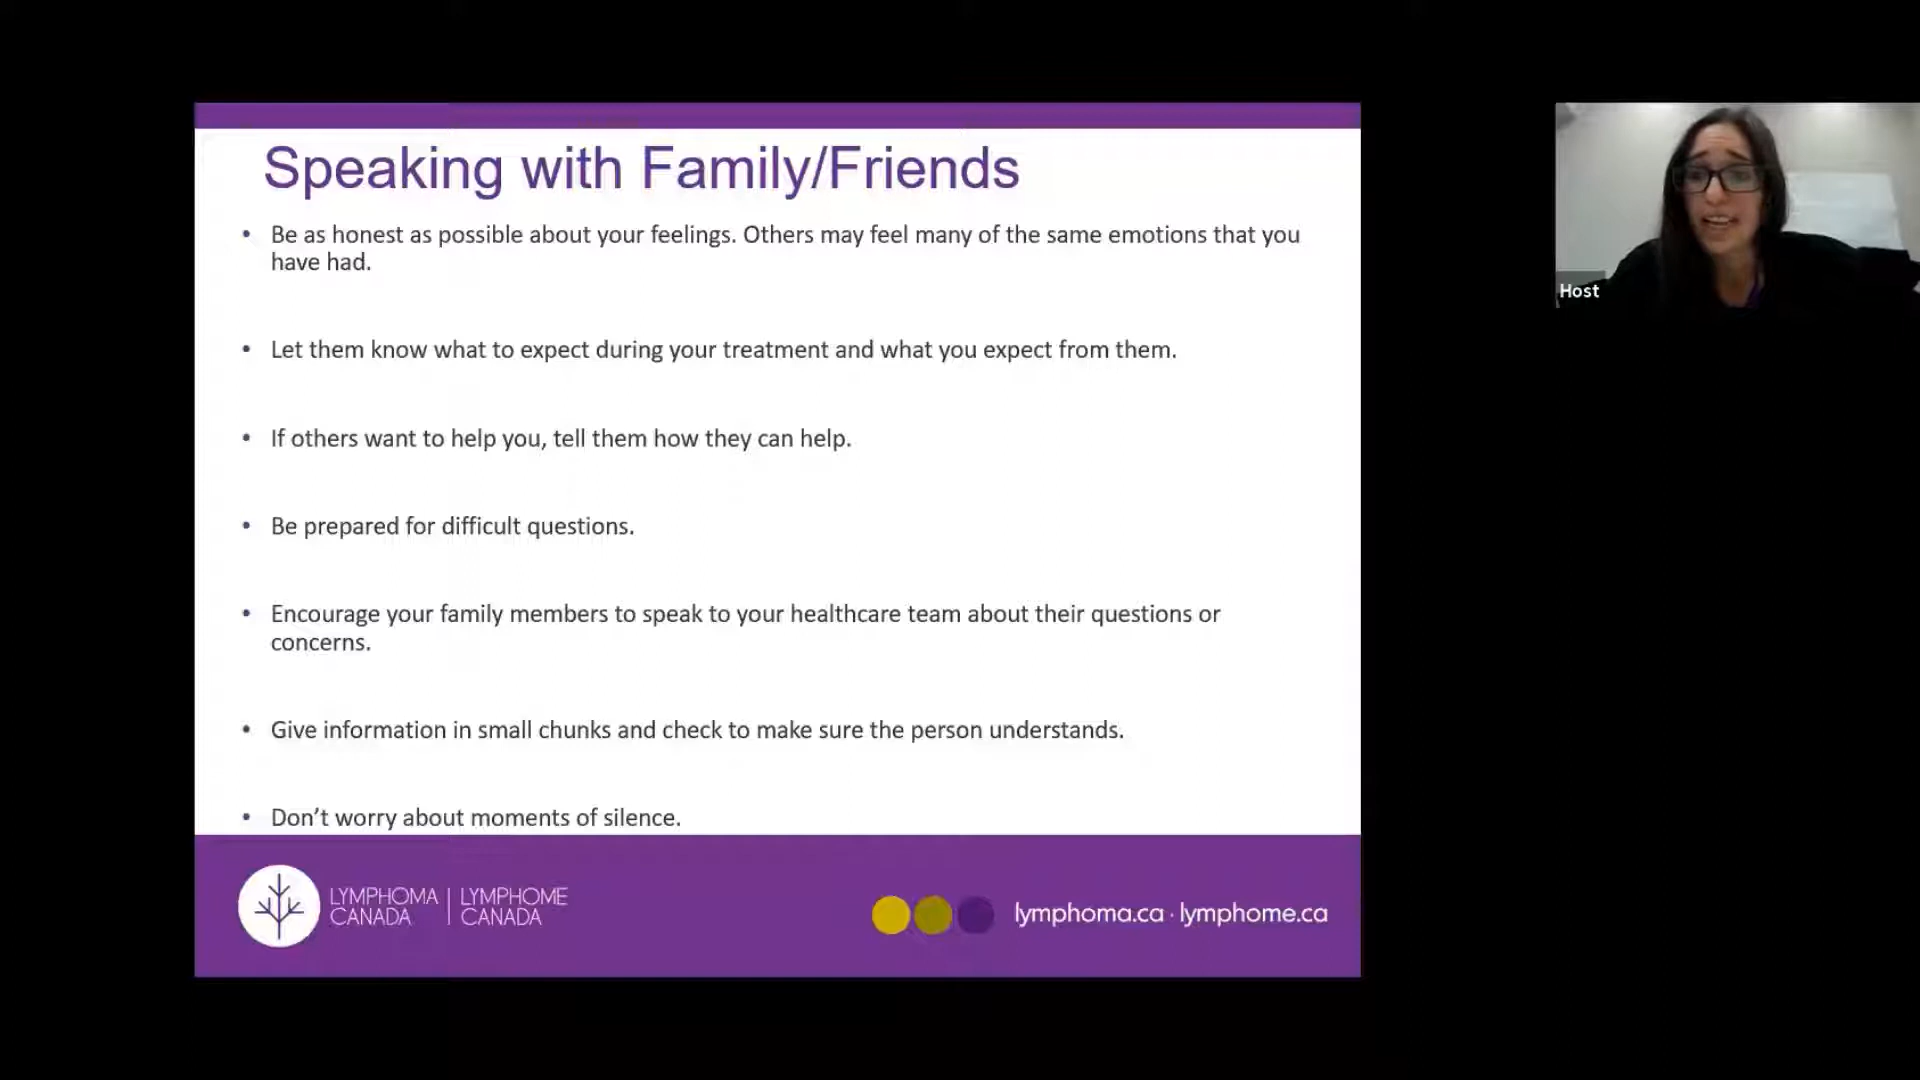 Speaking with Family/Friends
• Be as honest as possible about your feelings. Others may feel many of the same emotions that you
have had.
• Let them know what to expect during your treatment and what you expect from them.
• If others want to help you, tell them how they can help.
• Be prepared for difficult questions.
• Encourage your family members to speak to your healthcare team about their questions or
concerns.
• Give information in small chunks and check to make sure the person understands.
• Don’t worry about moments of silence.
LYMPHOMA
CANADA
LYMPHOME
CANADA
lymphoma.ca · lymphome.ca
Host